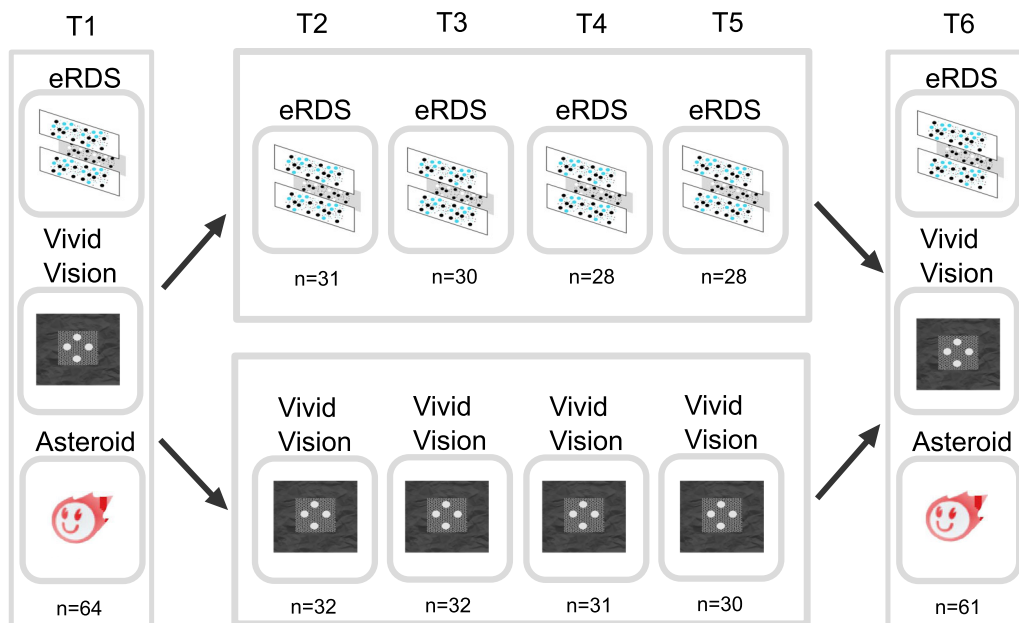 T1
T2
T3
T4
T5
T6
eRDS
Vivid
Vision
Asteroid
n=64
eRDS
eRDS
eRDS
eRDS
n=31
n=30
n=28
n=28
Vivid
Vision
Vivid
Vision
Vivid
Vision
Vivid
Vision
n=32
n=32
n=31
n=30
eRDS
Vivid
Vision
Asteroid
n=61